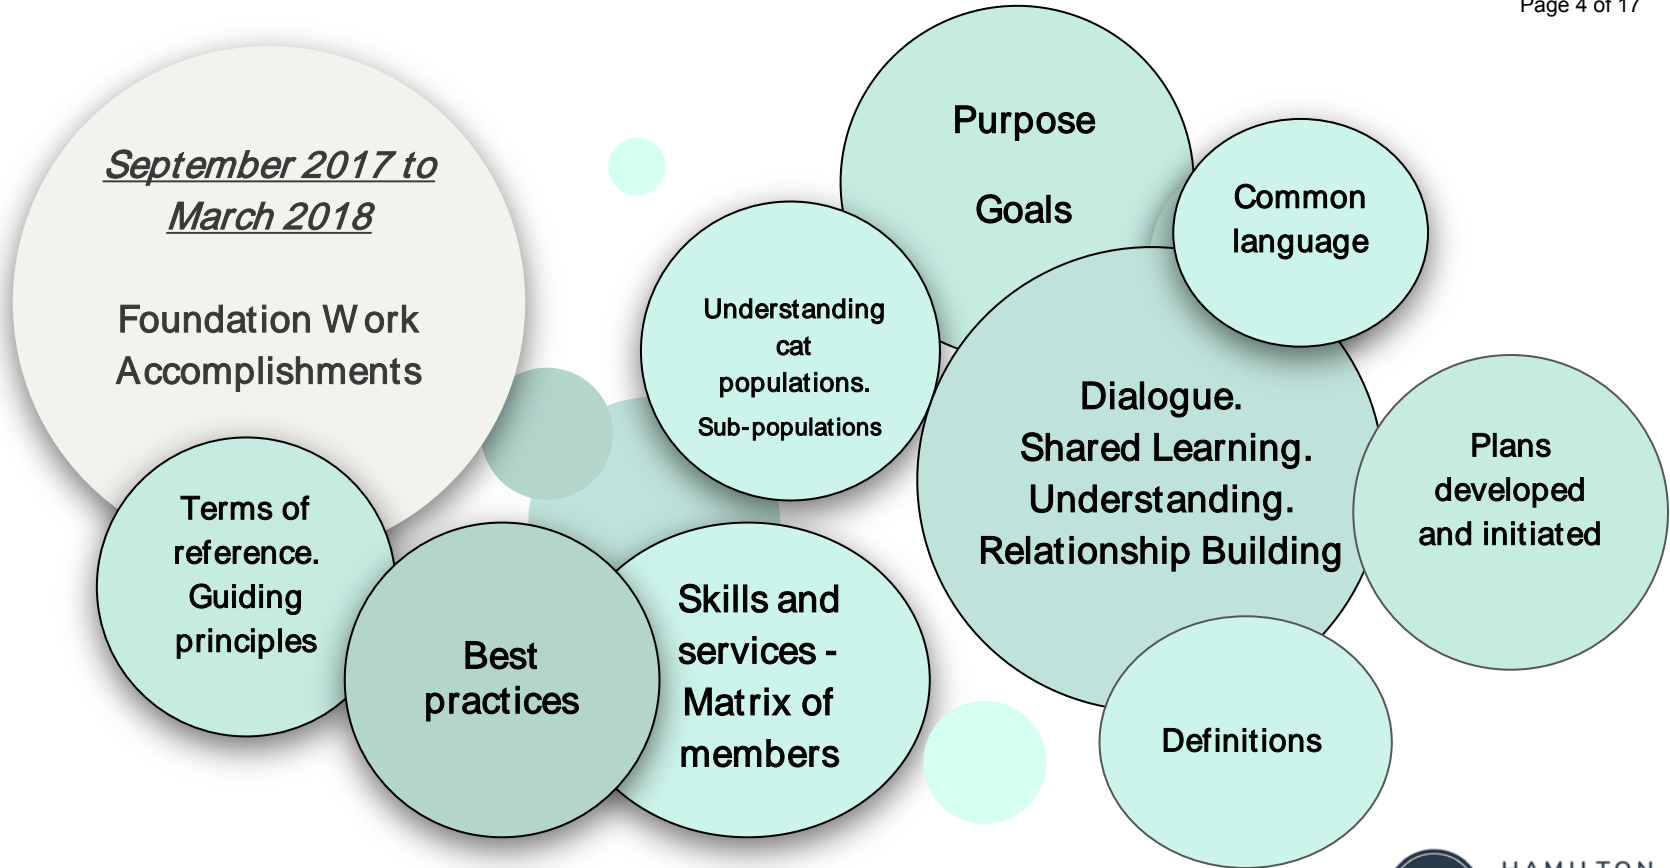 Page 4 of 17
September 2017 to
March 2018
Foundation Work
Accomplishments
Terms of
reference.
Guiding
principles
Best
practices
Skills and
services -
Matrix of
members
Understanding
cat
populations.
Sub-populations
Purpose
Goals
Common
language
Dialogue.
Shared Learning.
Understanding.
Relationship Building
Plans
developed
and initiated
Definitions
HAMILTON